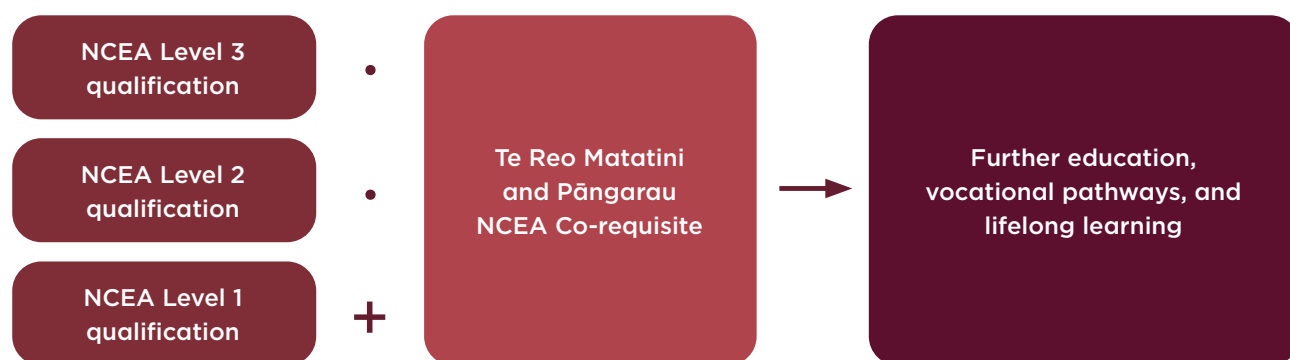 NCEA Level 3
qualification
•
NCEA Level 2
qualification
•
NCEA Level 1
qualification
+
Te Reo Matatini
and Pāngarau
NCEA Co-requisite
Further education,
vocational pathways, and
lifelong learning